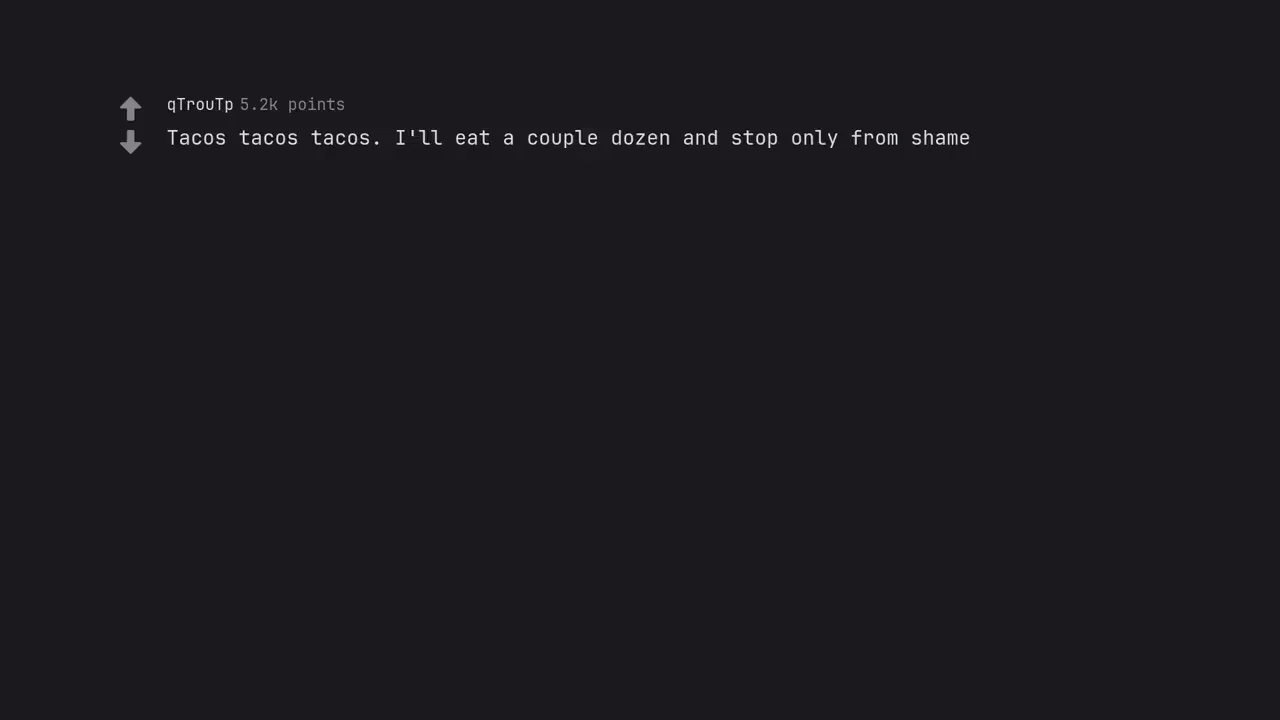 qTrouTp 5.2k points
Tacos tacos tacos. I'll eat a couple dozen and stop only from shame